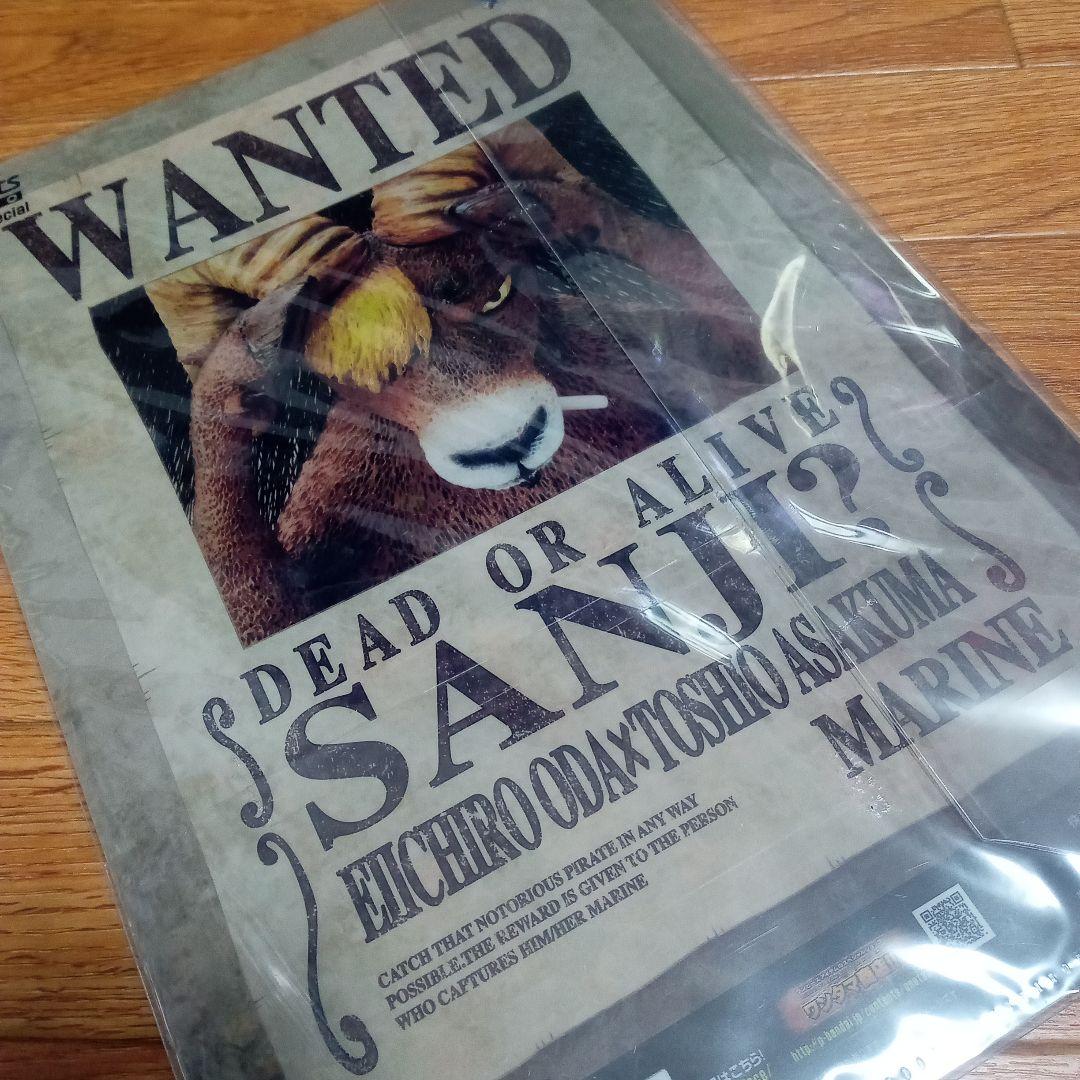 WANTED
DEAD OR ALIVE
SANJI?
EIICHIRO ODA×TOSHIO ASAKUMA
MARINE
CATCH THAT NOTORIOUS PIRATE IN ANY WAY
POSSIBLE.THE REWARD IS GIVEN TO THE PERSON
WHO CAPTURES HIM/HER MARINE